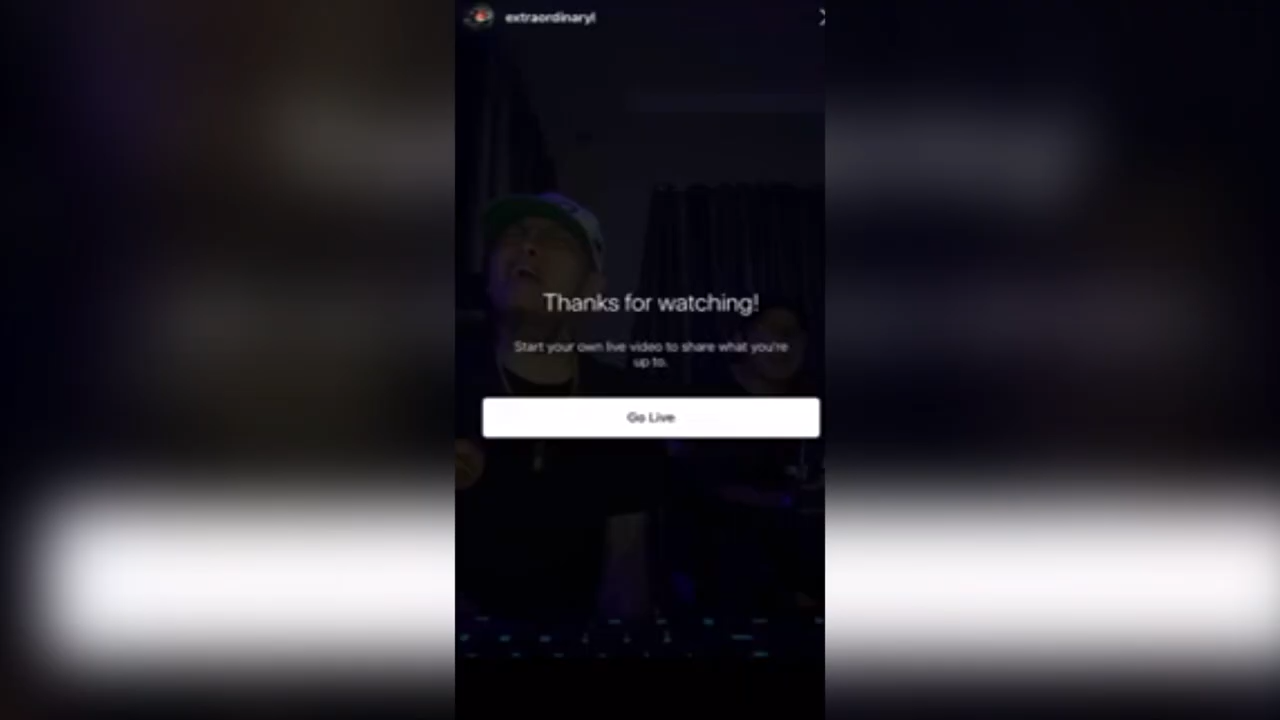 extraordinaryl
Thanks for watching!
Start your own live video to share what you're
up to.
Go Live